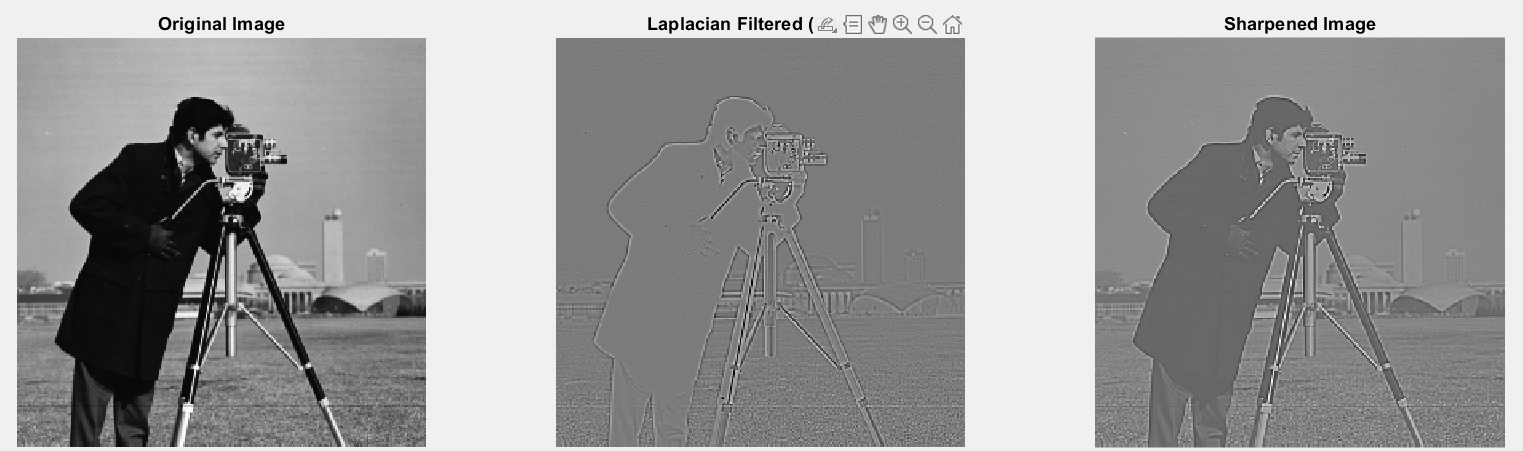 Original Image
Laplacian Filtered (
Sharpened Image